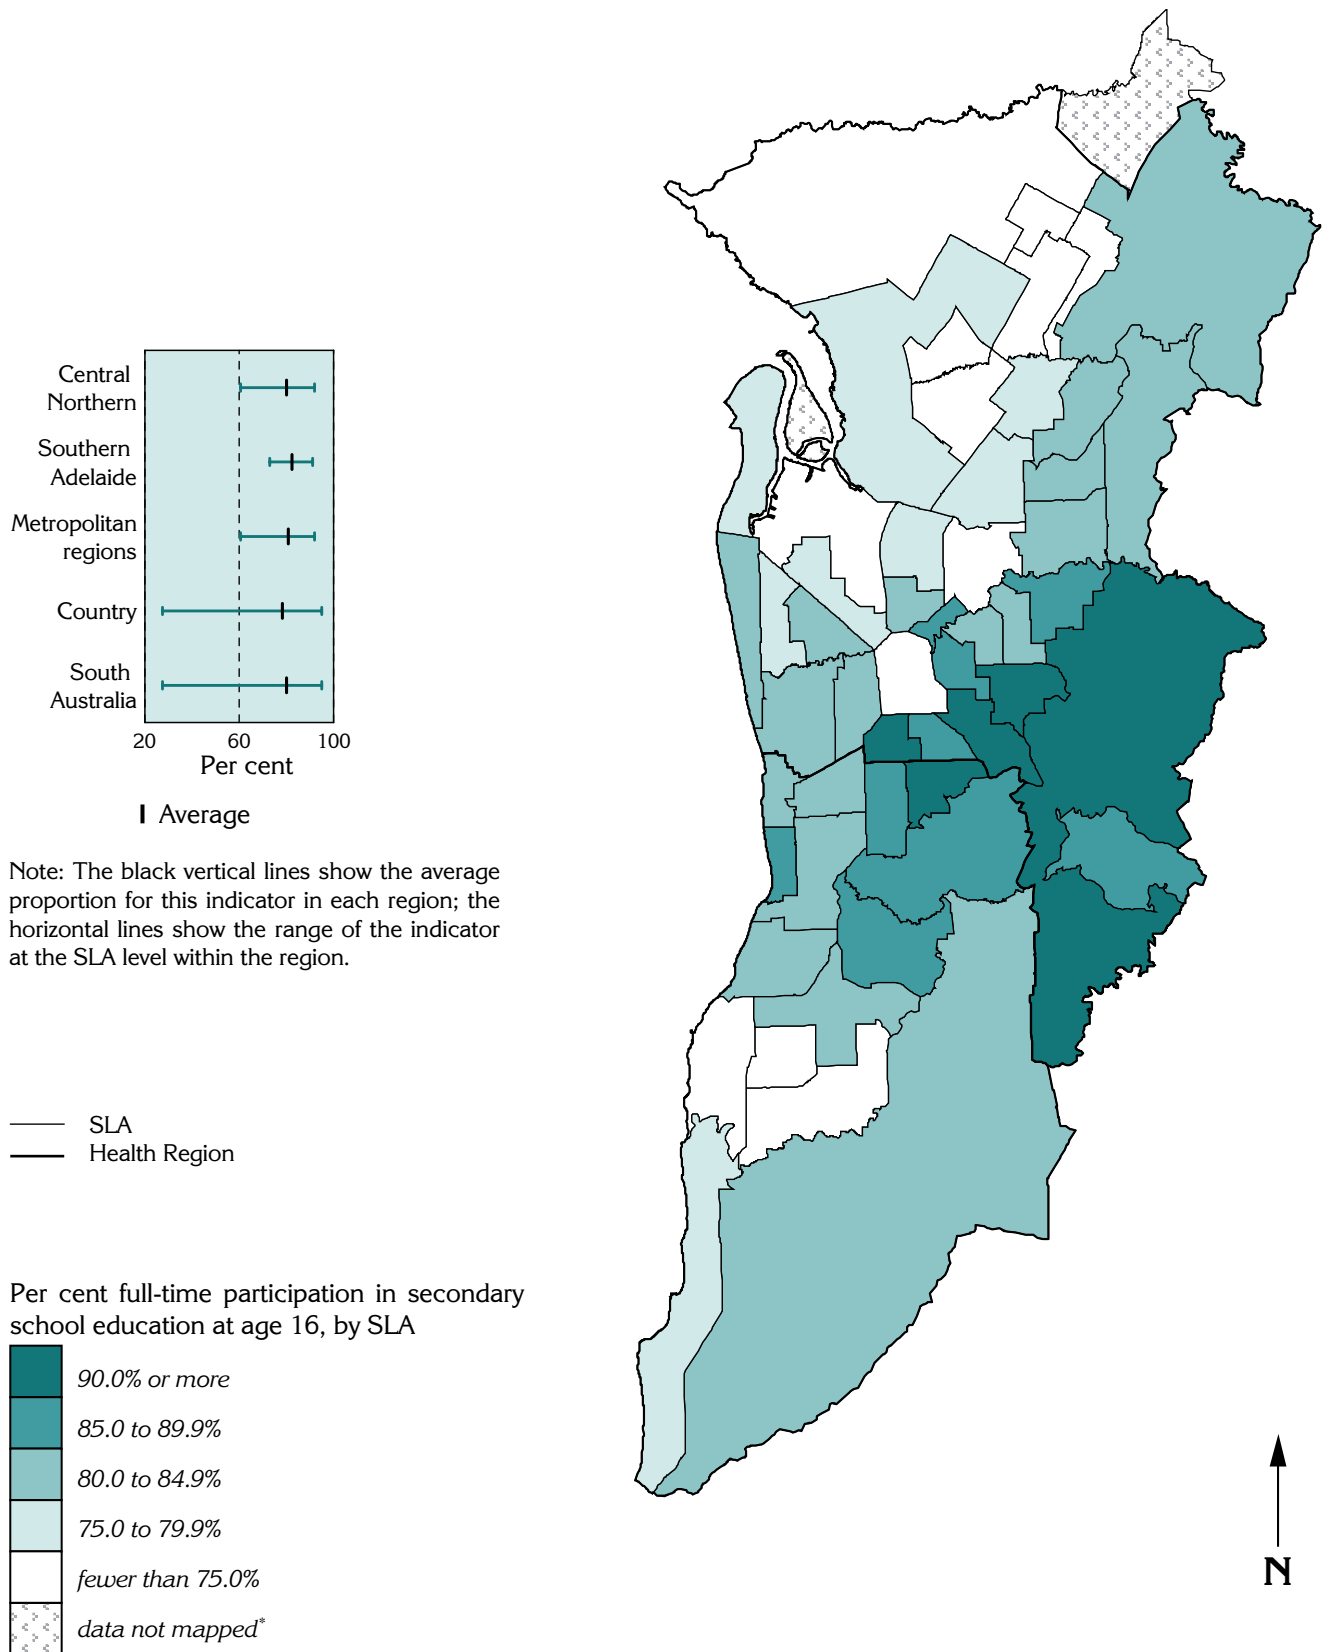 Central
Northern
Southern
Adelaide
Metropolitan
regions
Country
South
Australia
20 60 100
Per cent
Average
Note: The black vertical lines show the average
proportion for this indicator in each region; the
horizontal lines show the range of the indicator
at the SLA level within the region.
SLA
Health Region
Per cent full-time participation in secondary
school education at age 16, by SLA
90.0% or more
85.0 to 89.9%
80.0 to 84.9%
75.0 to 79.9%
fewer than 75.0%
data not mapped*
N